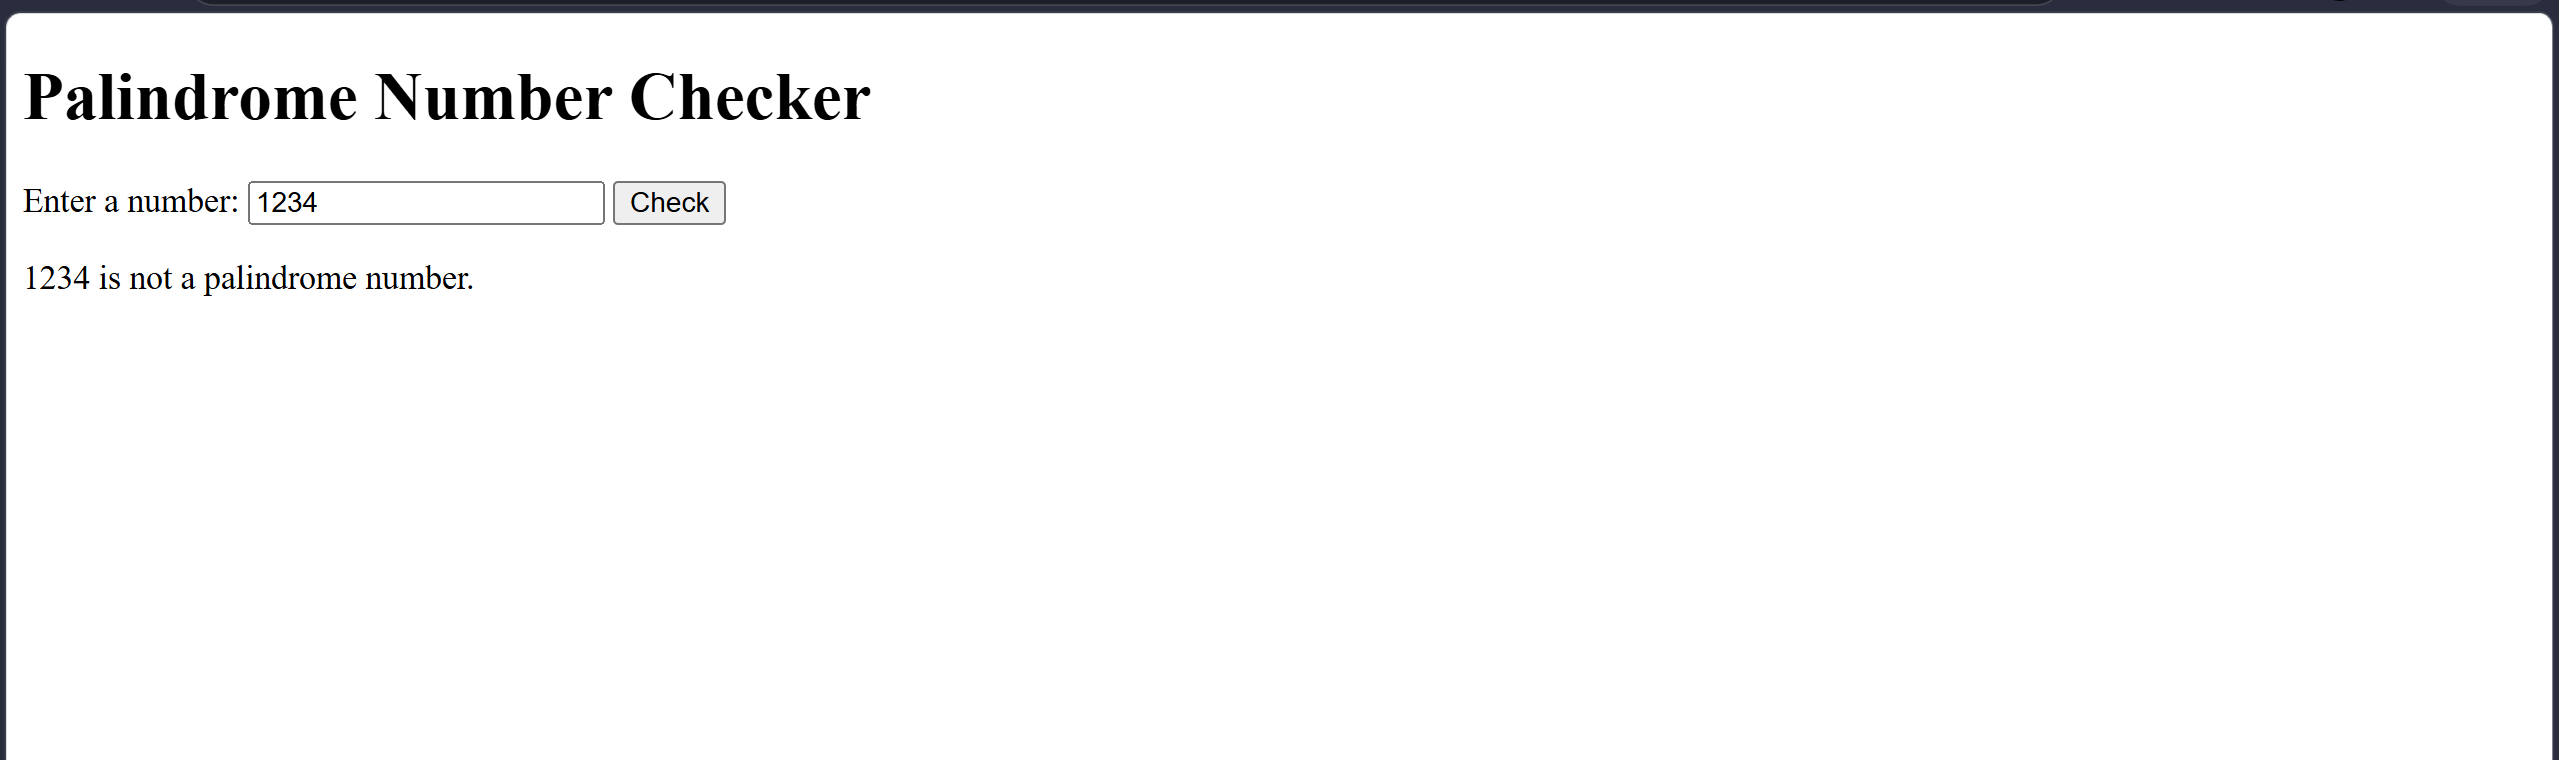 Palindrome Number Checker
Enter a number: 1234 Check
1234 is not a palindrome number.